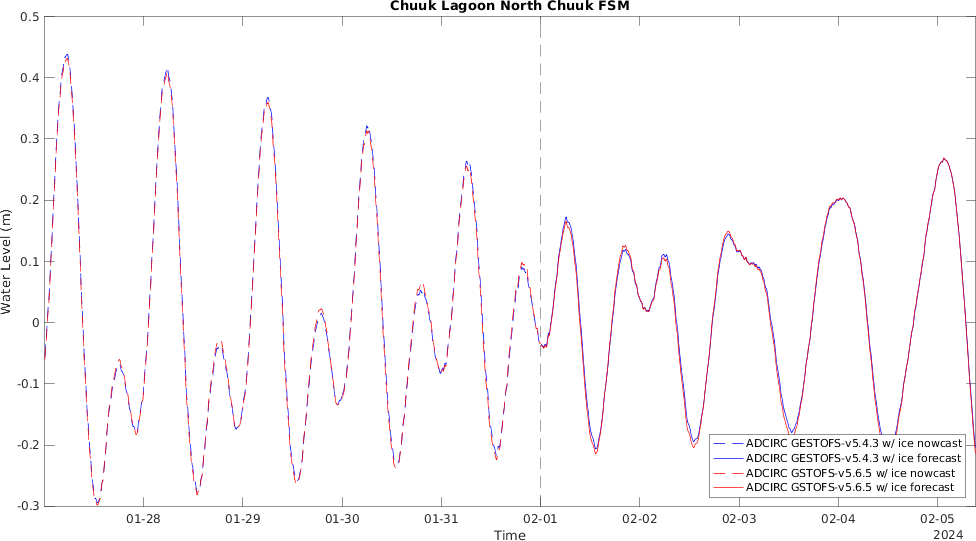 Chuuk Lagoon North Chuuk FSM
0.5
0.4
0.3
0.2
0.1
0
-0.1
-0.2
-0.3
Water Level (m)
01-28 01-29 01-30 01-31 02-01 02-02 02-03 02-04 02-05
Time
2024
ADCIRC GESTOFS-v5.4.3 w/ ice nowcast
ADCIRC GESTOFS-v5.4.3 w/ ice forecast
ADCIRC GSTOFS-v5.6.5 w/ ice nowcast
ADCIRC GSTOFS-v5.6.5 w/ ice forecast